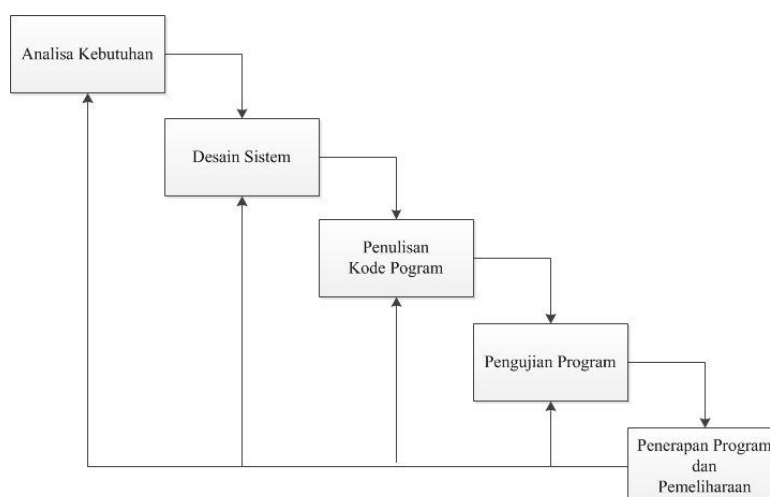 Analisa Kebutuhan
Desain Sistem
Penulisan
Kode Pogram
Pengujian Program
Penerapan Program
dan
Pemeliharaan